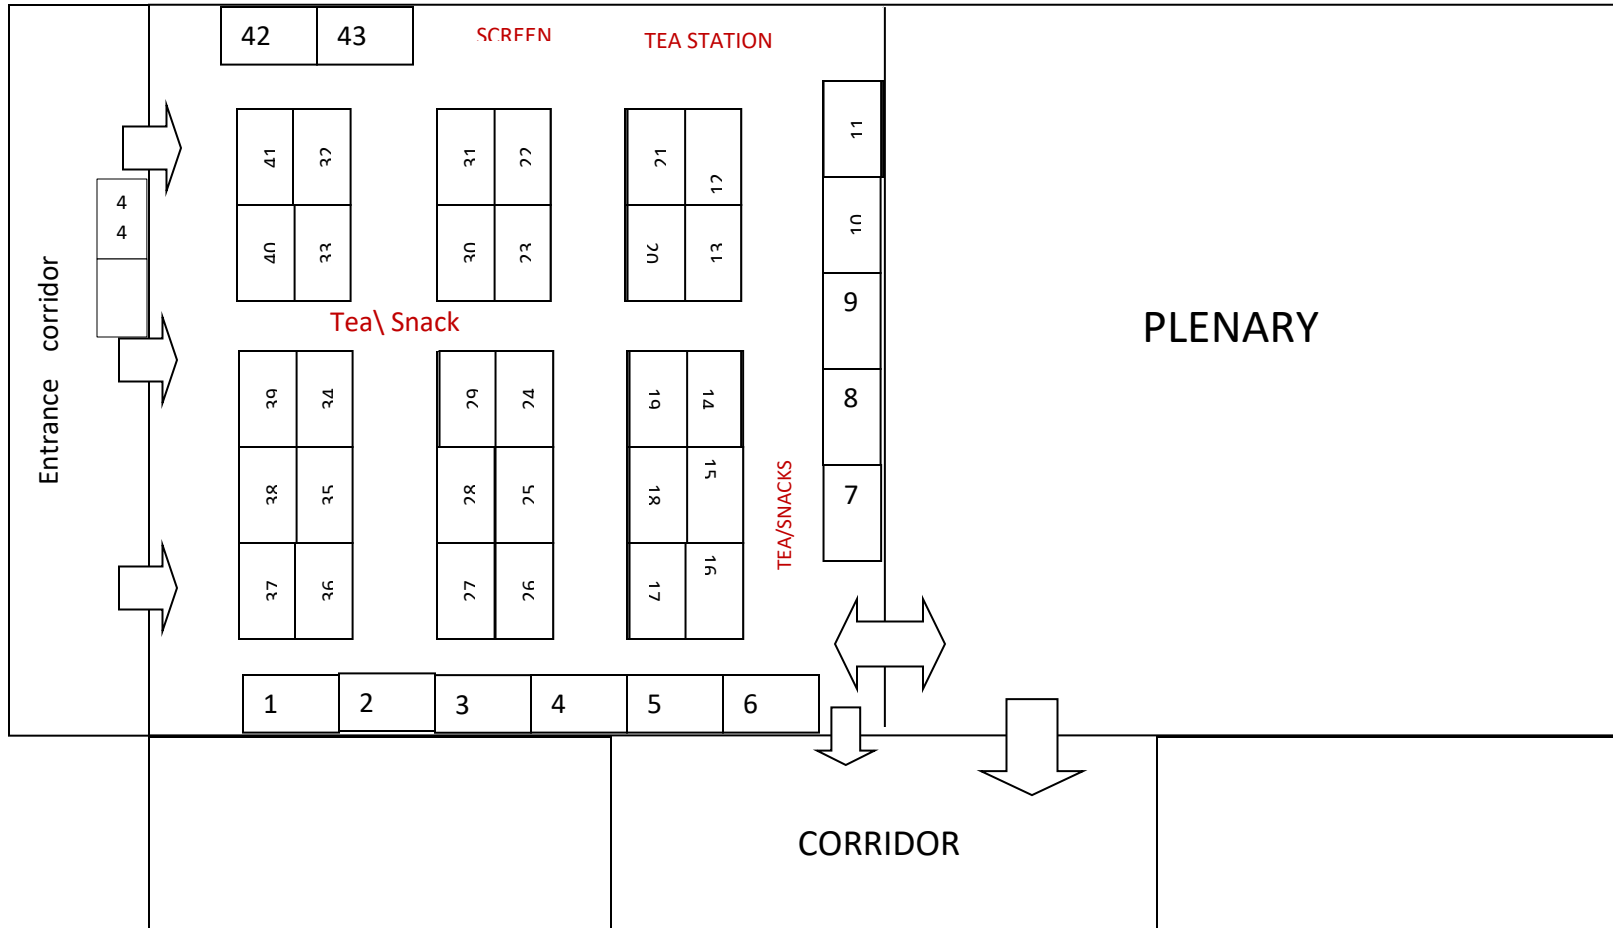 42 43 SCREEN TEA STATION
11
41 32 31 22 21 12
4
4
40 33 30 23 20 13 10
Entrance corridor
Tea\ Snack
9
PLENARY
39 34 29 24 19 14 8
38 35 28 25 18 15 7
TEA/SNACKS
37 36 27 26 17 16
1 2 3 4 5 6
CORRIDOR